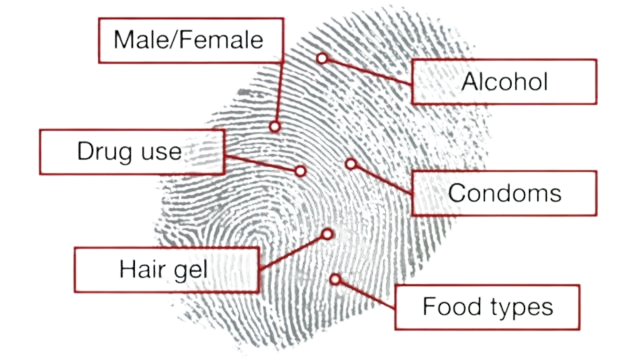 Male/Female
Alcohol
Drug use
Condoms
Hair gel
Food types